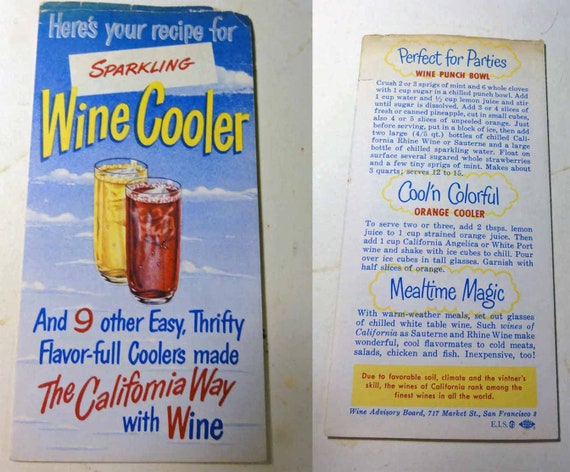 Here's your recipe for
SPARKLING
Wine Cooler
And 9 other Easy, Thrifty
Flavor-full Coolers made
The California Way
with Wine
Perfect for Parties
WINE PUNCH BOWL
Crush 2 or 3 sprigs of mint and 6 whole cloves
with 1 cup sugar in a chilled punch bowl. Add
1 cup water and ½ cup lemon juice and stir
until sugar is dissolved. Add 3 or 4 slices of
fresh or canned pineapple, cut in small cubes,
also 4 or 5 slices of unpeeled orange. Just
before serving, put in a block of ice, then add
two large (4/5 qt.) bottles of chilled Cali-
fornia Rhine Wine or Sauterne and a large
bottle of chilled sparkling water. Float on
surface several sugared whole strawberries
and a few tiny sprigs of mint. Makes about
3 quarts; serves 12 to 15.
Cool'n Colorful
ORANGE COOLER
To serve two or three, add 2 tbsps. lemon
juice to 1 cup strained orange juice. Then
add 1 cup California Angelica or White Port
wine and shake with ice cubes to chill. Pour
over ice cubes in tall glasses. Garnish with
half slices of orange.
Mealtime Magic
With warm-weather meals, set out glasses
of chilled white table wine. Such wines of
California as Sauterne and Rhine Wine make
wonderful, cool flavormates to cold meats,
salads, chicken and fish. Inexpensive, too!
Due to favorable soil, climate and the vintner's
skill, the wines of California rank among the
finest wines in all the world.
Wine Advisory Board, 717 Market St., San Francisco 3
E.I.S.